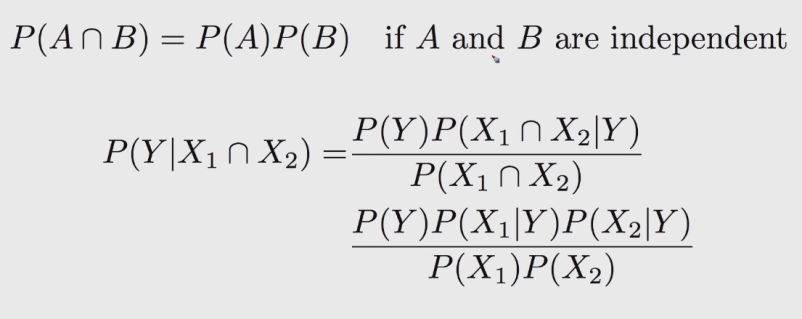 P(A ∩ B) = P(A)P(B) if A and B are independent
P(Y|X₁ ∩ X₂) = P(Y)P(X₁ ∩ X₂|Y)
P(X₁ ∩ X₂)
P(Y)P(X₁|Y)P(X₂|Y)
P(X₁)P(X₂)